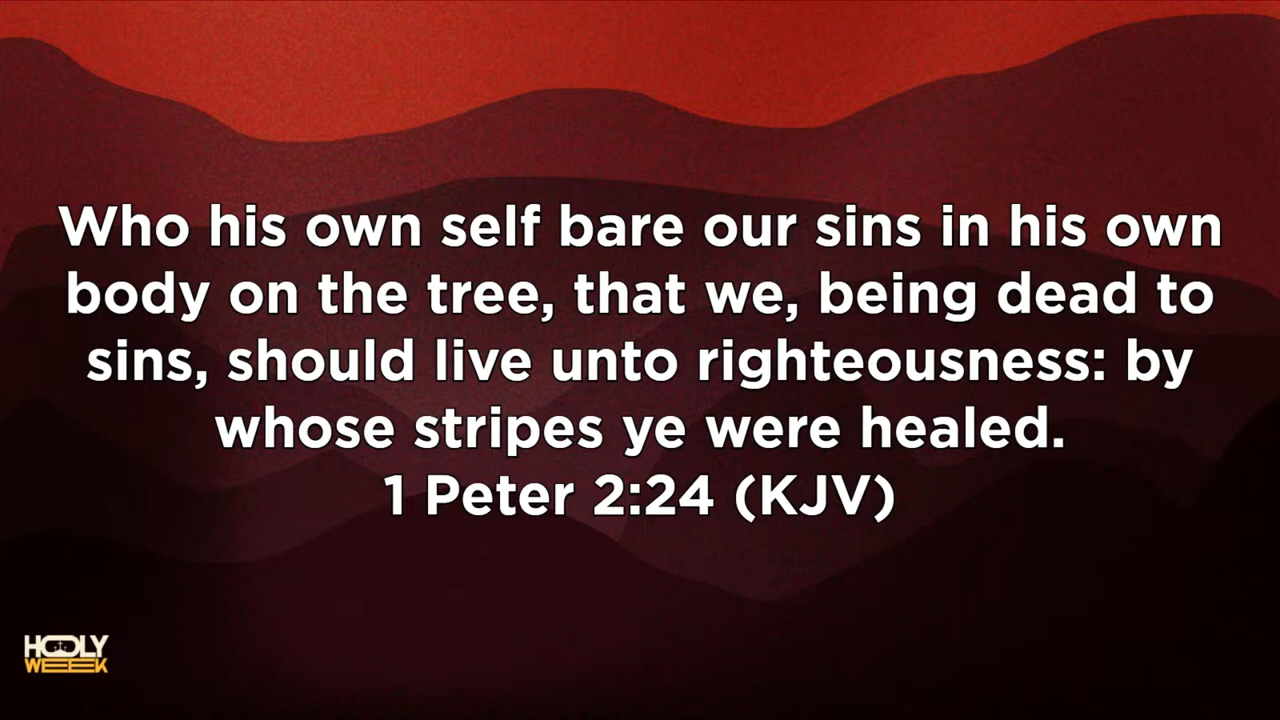 Who his own self bare our sins in his own
body on the tree, that we, being dead to
sins, should live unto righteousness: by
whose stripes ye were healed.
1 Peter 2:24 (KJV)
HOLY
WEEK